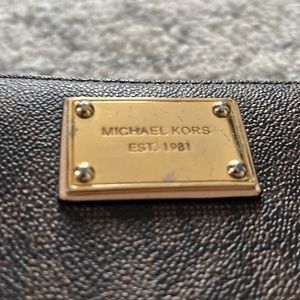 MICHAEL KORS
EST. 1981